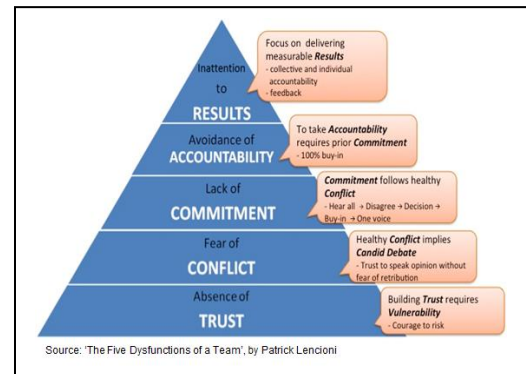 Inattention
to
RESULTS
Focus on delivering
measurable Results
- collective and individual
accountability
- feedback
Avoidance of
ACCOUNTABILITY
To take Accountability
requires prior Commitment
- 100% buy-in
Lack of
COMMITMENT
Commitment follows healthy
Conflict
- Hear all → Disagree → Decision →
Buy-in → One voice
Fear of
CONFLICT
Healthy Conflict implies
Candid Debate
- Trust to speak opinion without
fear of retribution
Absence of
TRUST
Building Trust requires
Vulnerability
- Courage to risk
Source: 'The Five Dysfunctions of a Team', by Patrick Lencioni